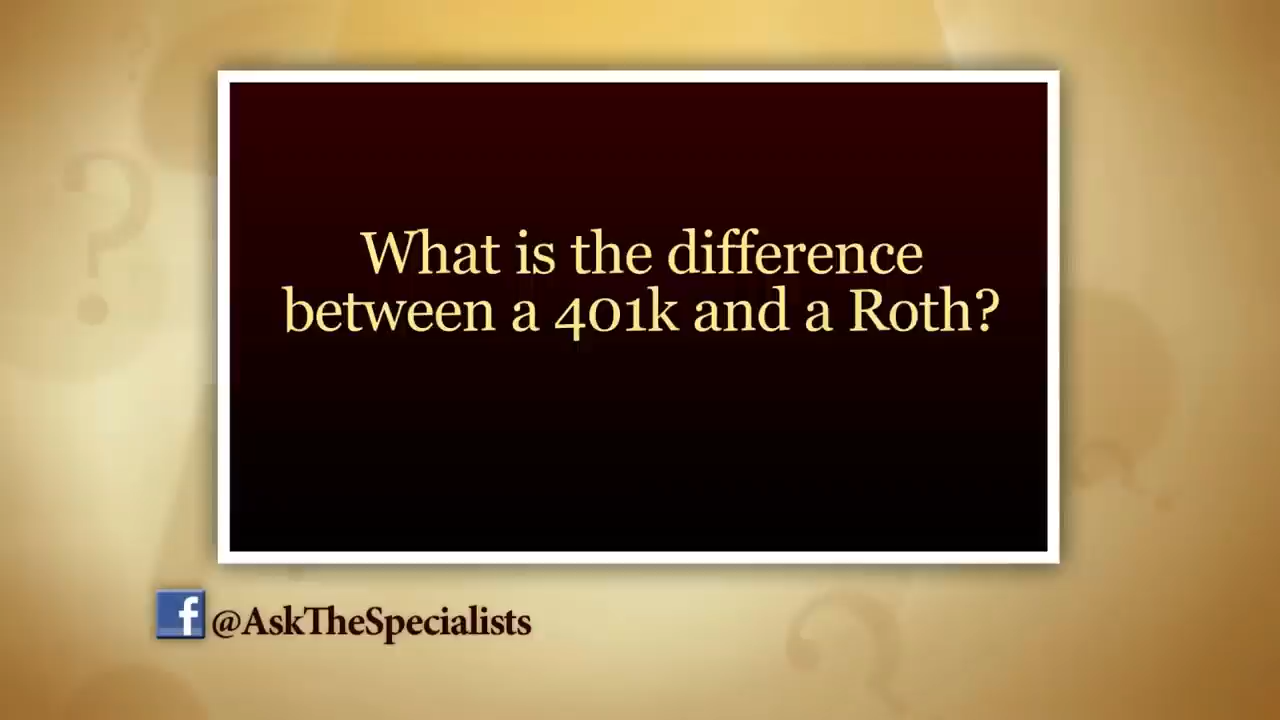 What is the difference
between a 401k and a Roth?
f @AskTheSpecialists